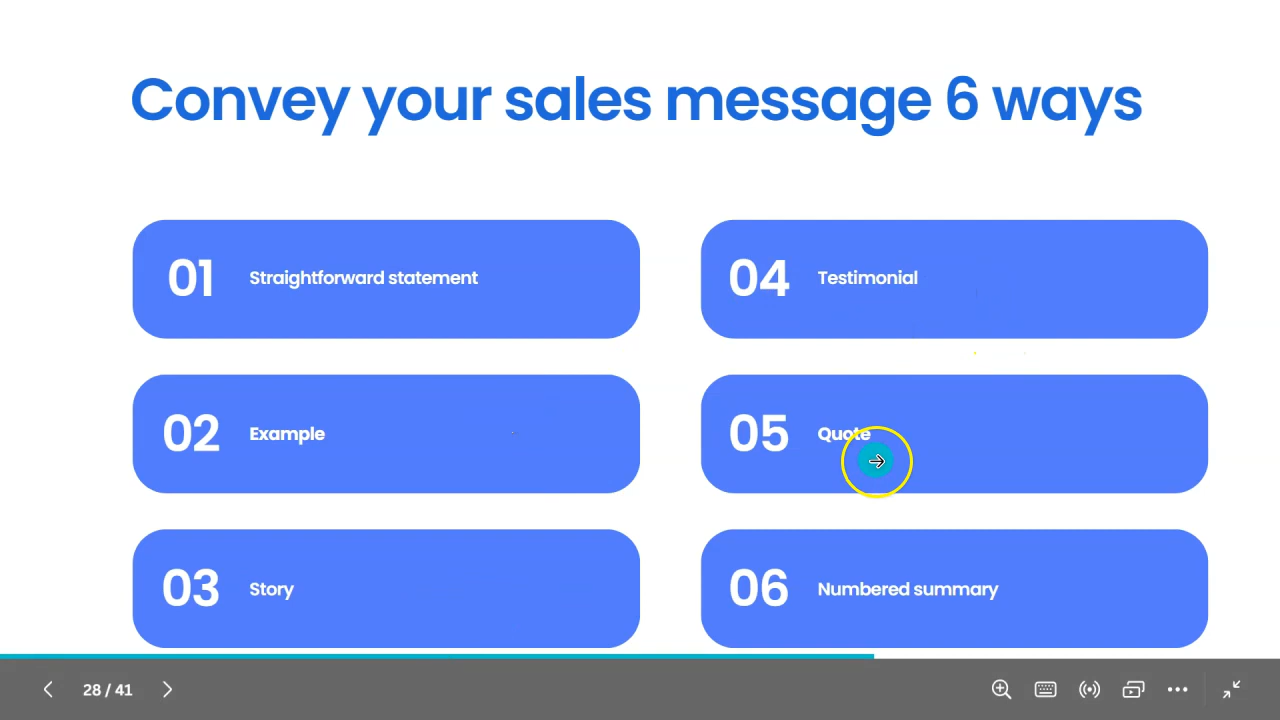 Convey your sales message 6 ways
01 Straightforward statement
02 Example
03 Story
04 Testimonial
05 Quote
06 Numbered summary
28 / 41